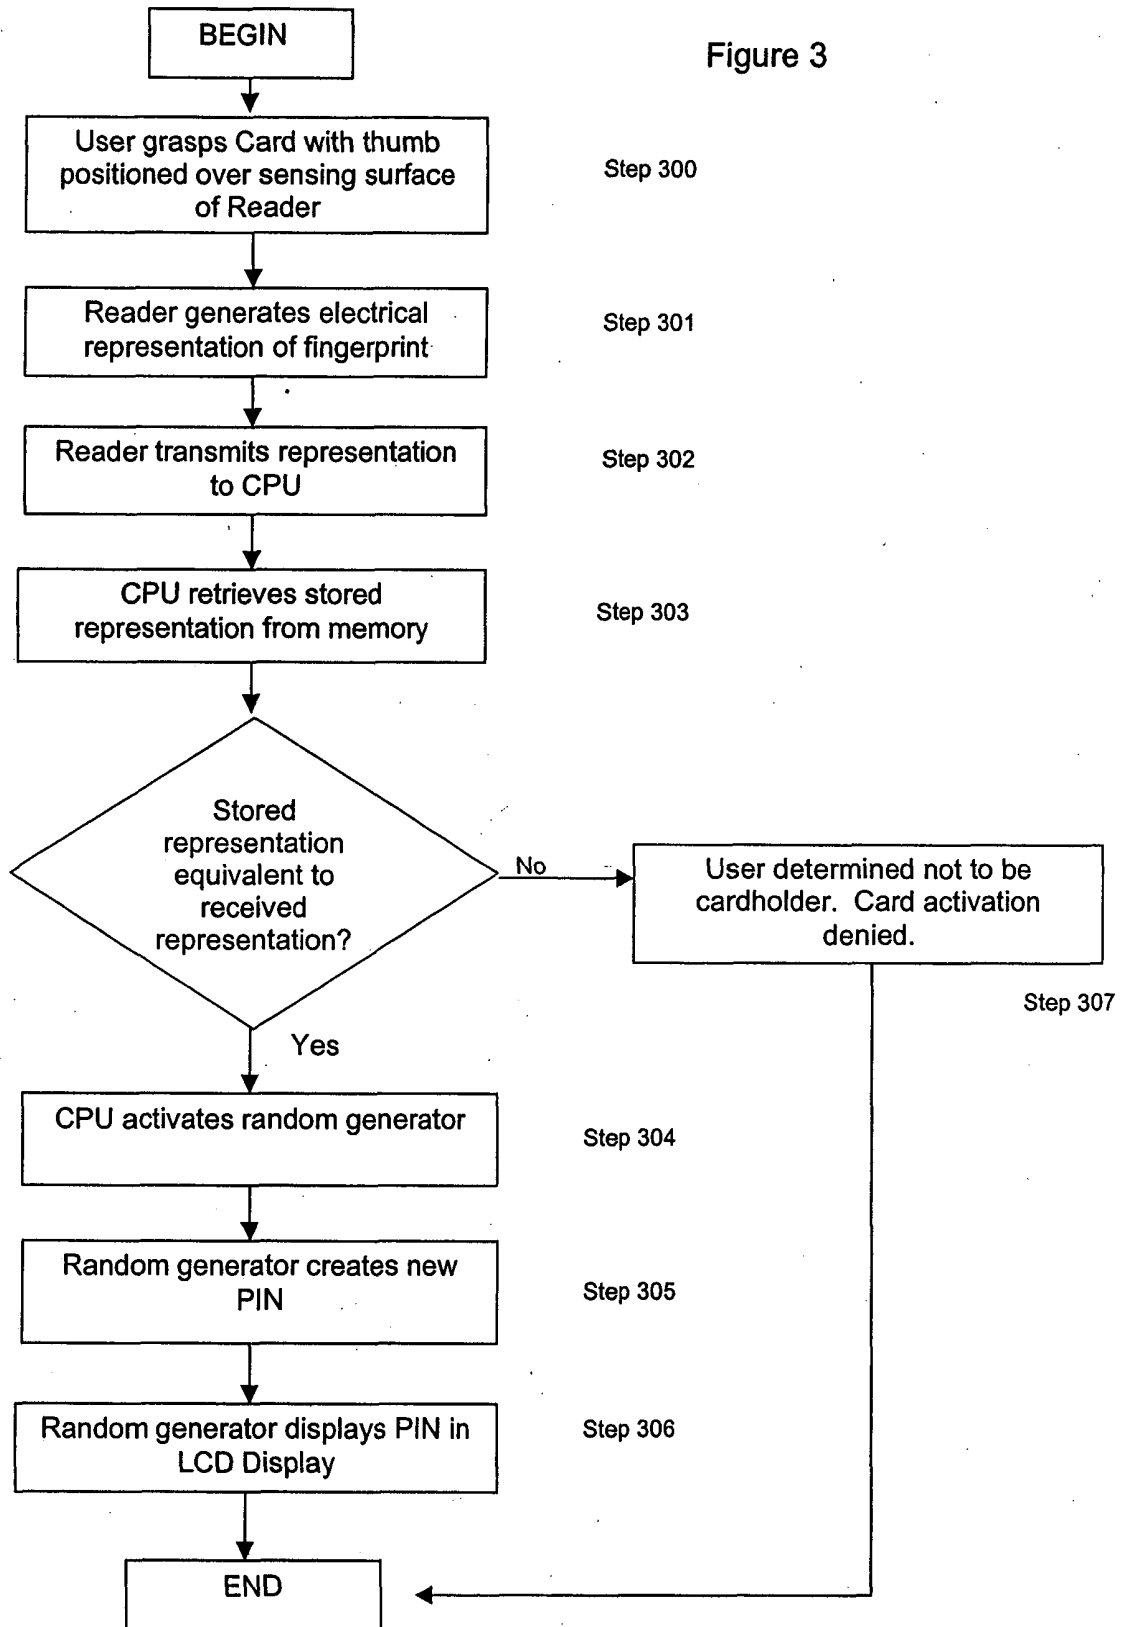 BEGIN
Figure 3
User grasps Card with thumb
positioned over sensing surface
of Reader
Step 300
Reader generates electrical
representation of fingerprint
Step 301
Reader transmits representation
to CPU
Step 302
CPU retrieves stored
representation from memory
Step 303
Stored
representation
equivalent to
received
representation?
No
User determined not to be
cardholder. Card activation
denied.
Step 307
Yes
CPU activates random generator
Step 304
Random generator creates new
PIN
Step 305
Random generator displays PIN in
LCD Display
Step 306
END